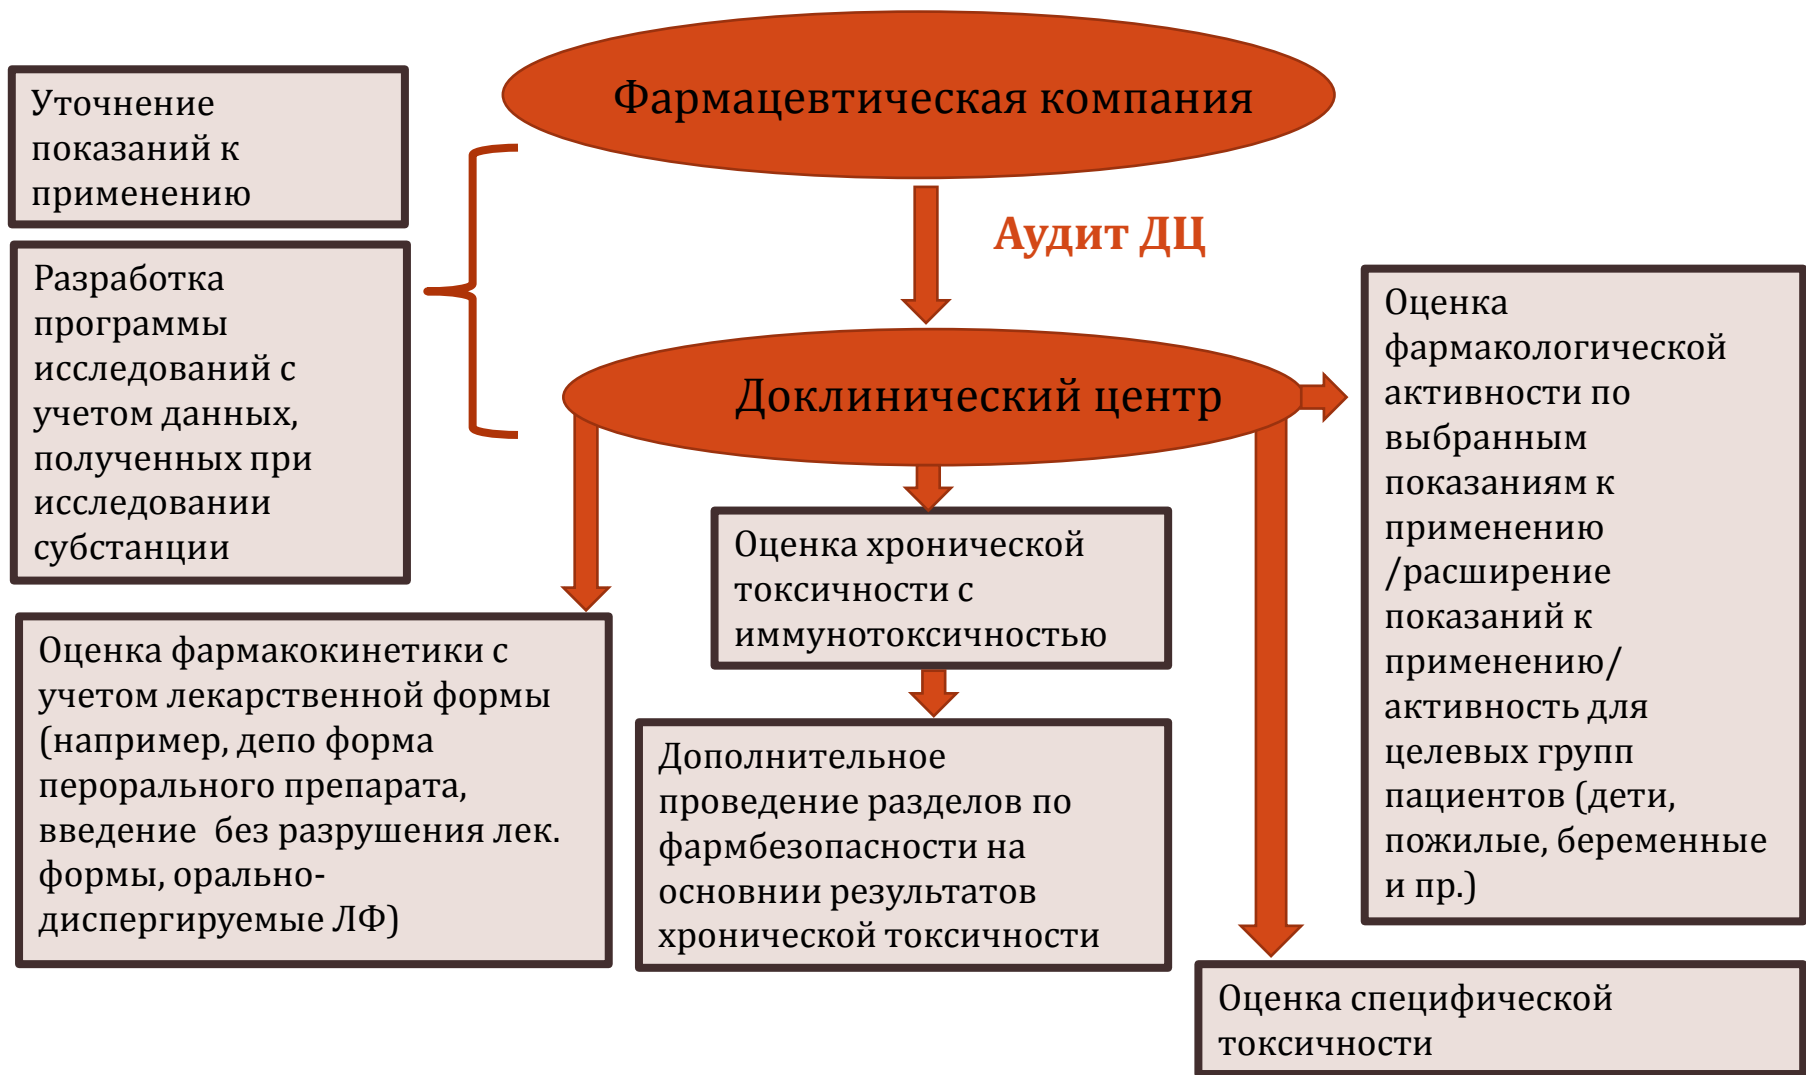 Фармацевтическая компания
Уточнение
показаний к
применению
Аудит ДЦ
Разработка
программы
исследований с
учетом данных,
полученных при
исследовании
субстанции
Доклинический центр
Оценка
фармакологической
активности по
выбранным
показаниям к
применению
/расширение
показаний к
применению/
активность для
целевых групп
пациентов (дети,
пожилые, беременные
и пр.)
Оценка хронической
токсичности с
иммунотоксичностью
Оценка фармакокинетики с
учетом лекарственной формы
(например, депо форма
перорального препарата,
введение  без разрушения лек.
формы, орально-
диспергируемые ЛФ)
Дополнительное
проведение разделов по
фармбезопасности на
основнии результатов
хронической токсичности
Оценка специфической
токсичности